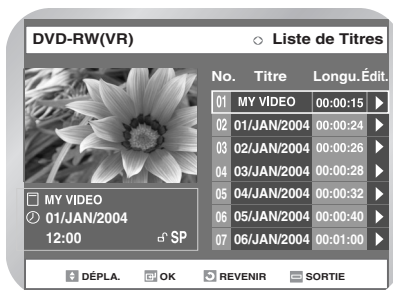 DVD-RW(VR) Liste de Titres
No. Titre Longu. Édit.
01 MY VIDEO 00:00:15
02 01/JAN/2004 00:00:24
03 02/JAN/2004 00:00:26
04 03/JAN/2004 00:00:28
05 04/JAN/2004 00:00:32
06 05/JAN/2004 00:00:40
07 06/JAN/2004 00:01:00
MY VIDEO
01/JAN/2004
12:00 SP
DÉPLA. OK REVENIR SORTIE